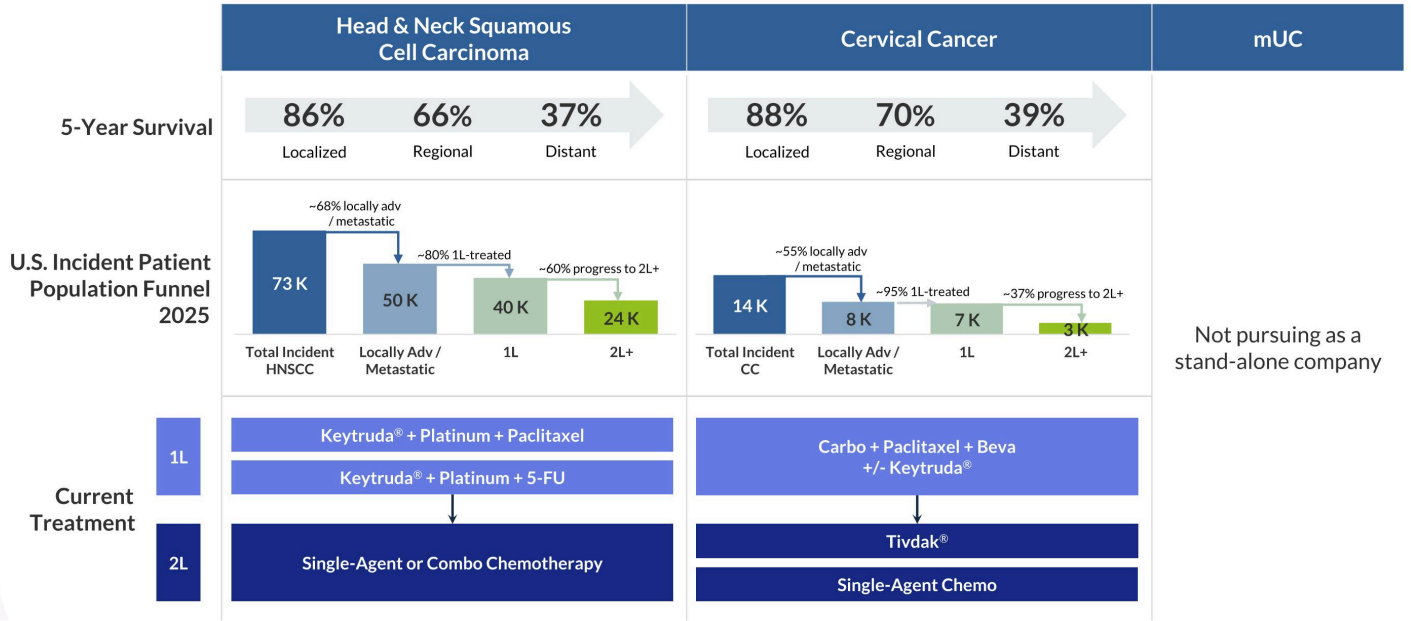 Head & Neck Squamous
Cell Carcinoma
Cervical Cancer
mUC
5-Year Survival
86%
66%
37%
Localized
Regional
Distant
88%
70%
39%
Localized
Regional
Distant
U.S. Incident Patient
Population Funnel
2025
~68% locally adv
/ metastatic
~80% 1L-treated
~60% progress to 2L+
73 K
50 K
40 K
24 K
Total Incident
HNSCC
Locally Adv /
Metastatic
1L
2L+
~55% locally adv
/ metastatic
~95% 1L-treated
~37% progress to 2L+
14 K
8 K
7 K
3 K
Total Incident
CC
Locally Adv /
Metastatic
1L
2L+
Not pursuing as a
stand-alone company
Current
Treatment
1L
Keytruda® + Platinum + Paclitaxel
Keytruda® + Platinum + 5-FU
Carbo + Paclitaxel + Beva
+/- Keytruda®
2L
Single-Agent or Combo Chemotherapy
Tivdak®
Single-Agent Chemo